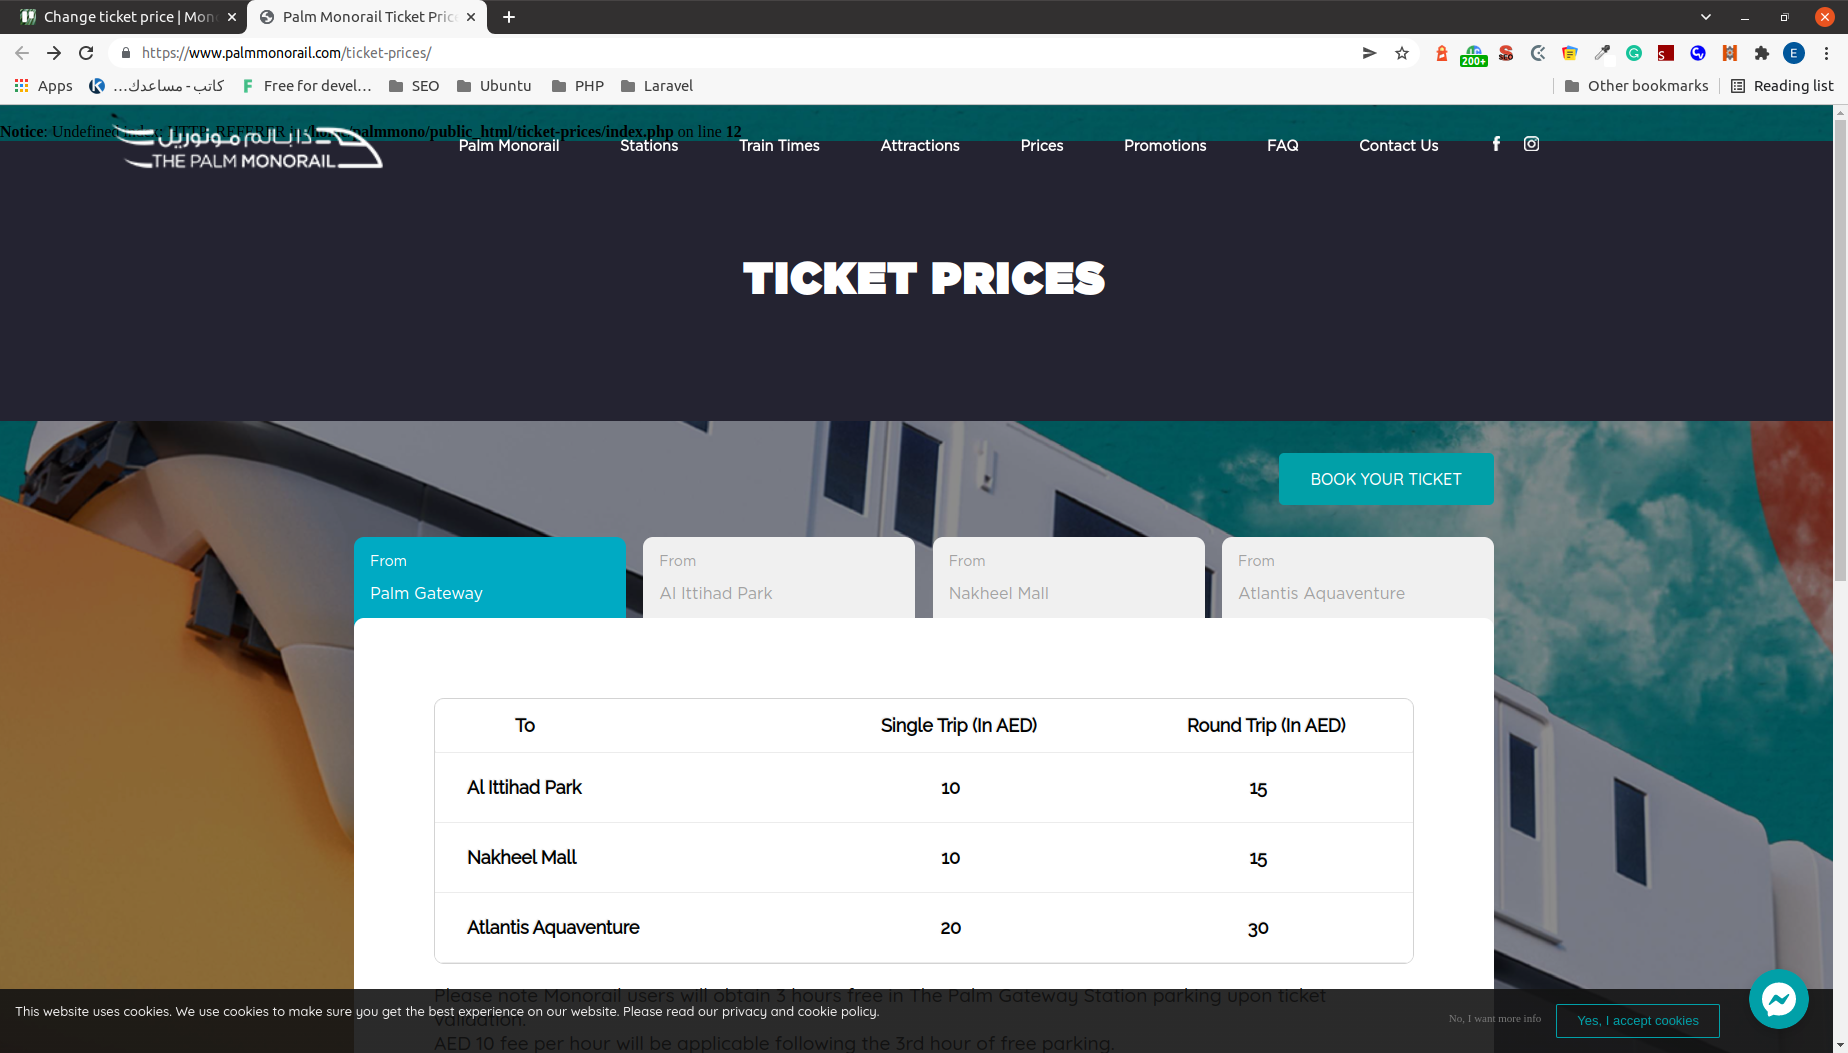 Change ticket price | Mon
Palm Monorail Ticket Pric
https://www.palmmonorail.com/ticket-prices/
200+
E
Apps
كاتب - مساعدك…
Free for devel…
SEO
Ubuntu
PHP
Laravel
Other bookmarks
Reading list
Notice: Undefined index: HTTP_REFERER in /home/palmmono/public_html/ticket-prices/index.php on line 12
ذا بالم مونوريل
THE PALM MONORAIL
Palm Monorail
Stations
Train Times
Attractions
Prices
Promotions
FAQ
Contact Us
TICKET PRICES
BOOK YOUR TICKET
From
Palm Gateway
From
Al Ittihad Park
From
Nakheel Mall
From
Atlantis Aquaventure
To Single Trip (In AED) Round Trip (In AED)
Al Ittihad Park 10 15
Nakheel Mall 10 15
Atlantis Aquaventure 20 30
Please note Monorail users will obtain 3 hours free in The Palm Gateway Station parking upon ticket
validation.
AED 10 fee per hour will be applicable following the 3rd hour of free parking.
This website uses cookies. We use cookies to make sure you get the best experience on our website. Please read our privacy and cookie policy.
No, I want more info
Yes, I accept cookies